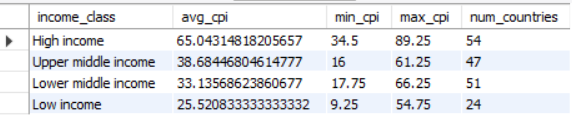 income_class avg_cpi min_cpi max_cpi num_countries
High income 65.04314818205657 34.5 89.25 54
Upper middle income 38.68446804614777 16 61.25 47
Lower middle income 33.13568623860677 17.75 66.25 51
Low income 25.520833333333332 9.25 54.75 24